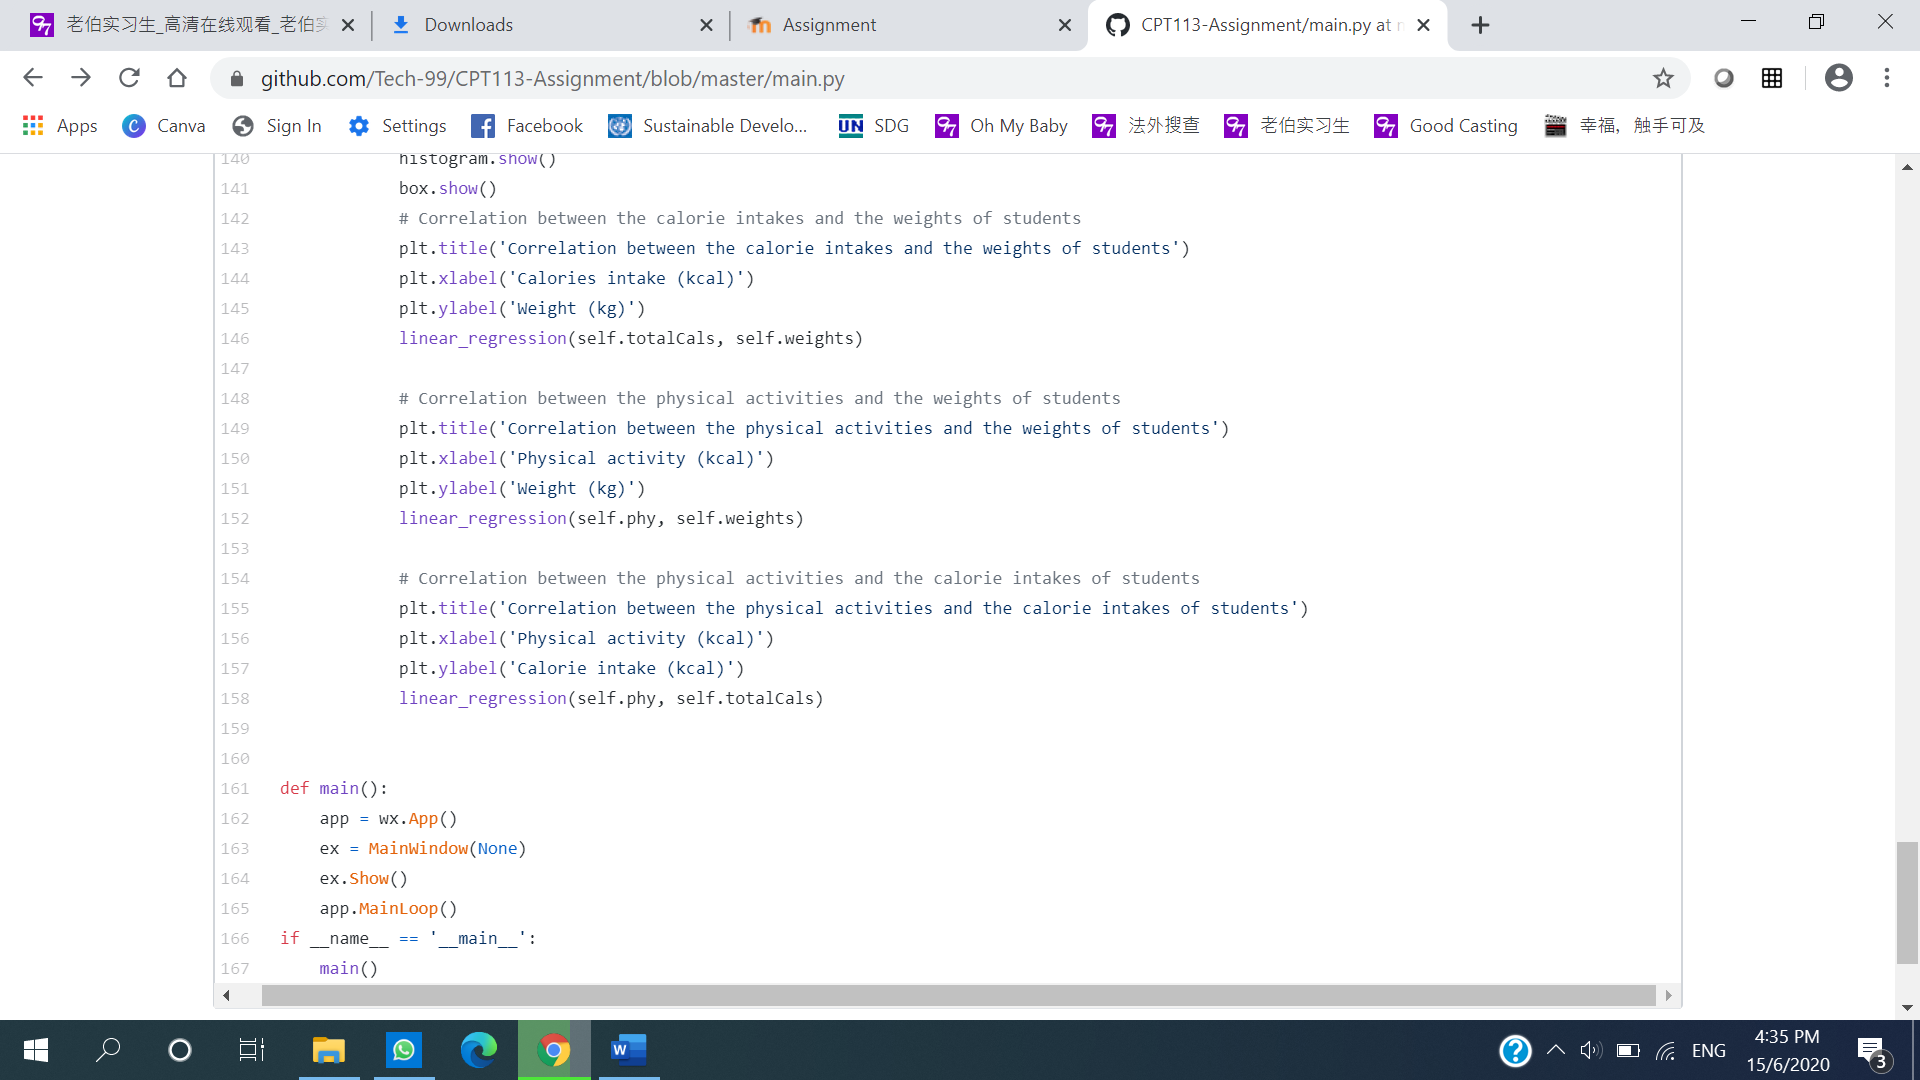 老伯实习生_高清在线观看_老伯实
Downloads
Assignment
CPT113-Assignment/main.py at
github.com/Tech-99/CPT113-Assignment/blob/master/main.py
Apps
Canva
Sign In
Settings
Facebook
Sustainable Develo...
UN SDG
Oh My Baby
法外搜查
老伯实习生
Good Casting
幸福，触手可及
140 histogram.show()
141 box.show()
142 # Correlation between the calorie intakes and the weights of students
143 plt.title('Correlation between the calorie intakes and the weights of students')
144 plt.xlabel('Calories intake (kcal)')
145 plt.ylabel('Weight (kg)')
146 linear_regression(self.totalCals, self.weights)
147
148 # Correlation between the physical activities and the weights of students
149 plt.title('Correlation between the physical activities and the weights of students')
150 plt.xlabel('Physical activity (kcal)')
151 plt.ylabel('Weight (kg)')
152 linear_regression(self.phy, self.weights)
153
154 # Correlation between the physical activities and the calorie intakes of students
155 plt.title('Correlation between the physical activities and the calorie intakes of students')
156 plt.xlabel('Physical activity (kcal)')
157 plt.ylabel('Calorie intake (kcal)')
158 linear_regression(self.phy, self.totalCals)
159
160
161 def main():
162 app = wx.App()
163 ex = MainWindow(None)
164 ex.Show()
165 app.MainLoop()
166 if __name__ == '__main__':
167 main()
ENG
4:35 PM
15/6/2020
3